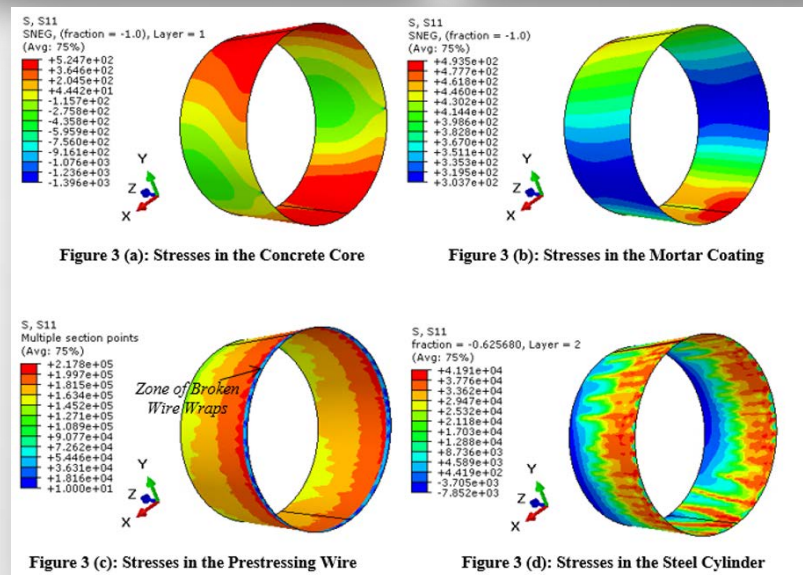 S, S11
SNEG, (fraction = -1.0), Layer = 1
(Avg: 75%)
+5.247e+02
+3.646e+02
+2.045e+02
+4.442e+01
-1.157e+02
-2.758e+02
-4.358e+02
-5.959e+02
-7.560e+02
-9.161e+02
-1.076e+03
-1.236e+03
-1.396e+03
Y
Z
X
Figure 3 (a): Stresses in the Concrete Core
S, S11
SNEG, (fraction = -1.0)
(Avg: 75%)
+4.935e+02
+4.777e+02
+4.618e+02
+4.460e+02
+4.302e+02
+4.144e+02
+3.986e+02
+3.828e+02
+3.670e+02
+3.511e+02
+3.353e+02
+3.195e+02
+3.037e+02
Y
Z
X
Figure 3 (b): Stresses in the Mortar Coating
S, S11
Multiple section points
(Avg: 75%)
+2.178e+05
+1.997e+05
+1.815e+05
+1.634e+05
+1.452e+05
+1.271e+05
+1.089e+05
+9.077e+04
+7.262e+04
+5.446e+04
+3.631e+04
+1.816e+04
+1.000e+01
Zone of Broken
Wire Wraps
Y
Z
X
Figure 3 (c): Stresses in the Prestressing Wire
S, S11
fraction = -0.625680, Layer = 2
(Avg: 75%)
+4.191e+04
+3.776e+04
+3.362e+04
+2.947e+04
+2.532e+04
+2.118e+04
+1.703e+04
+1.288e+04
+8.736e+03
+4.589e+03
+4.419e+02
-3.705e+03
-7.852e+03
Y
Z
X
Figure 3 (d): Stresses in the Steel Cylinder